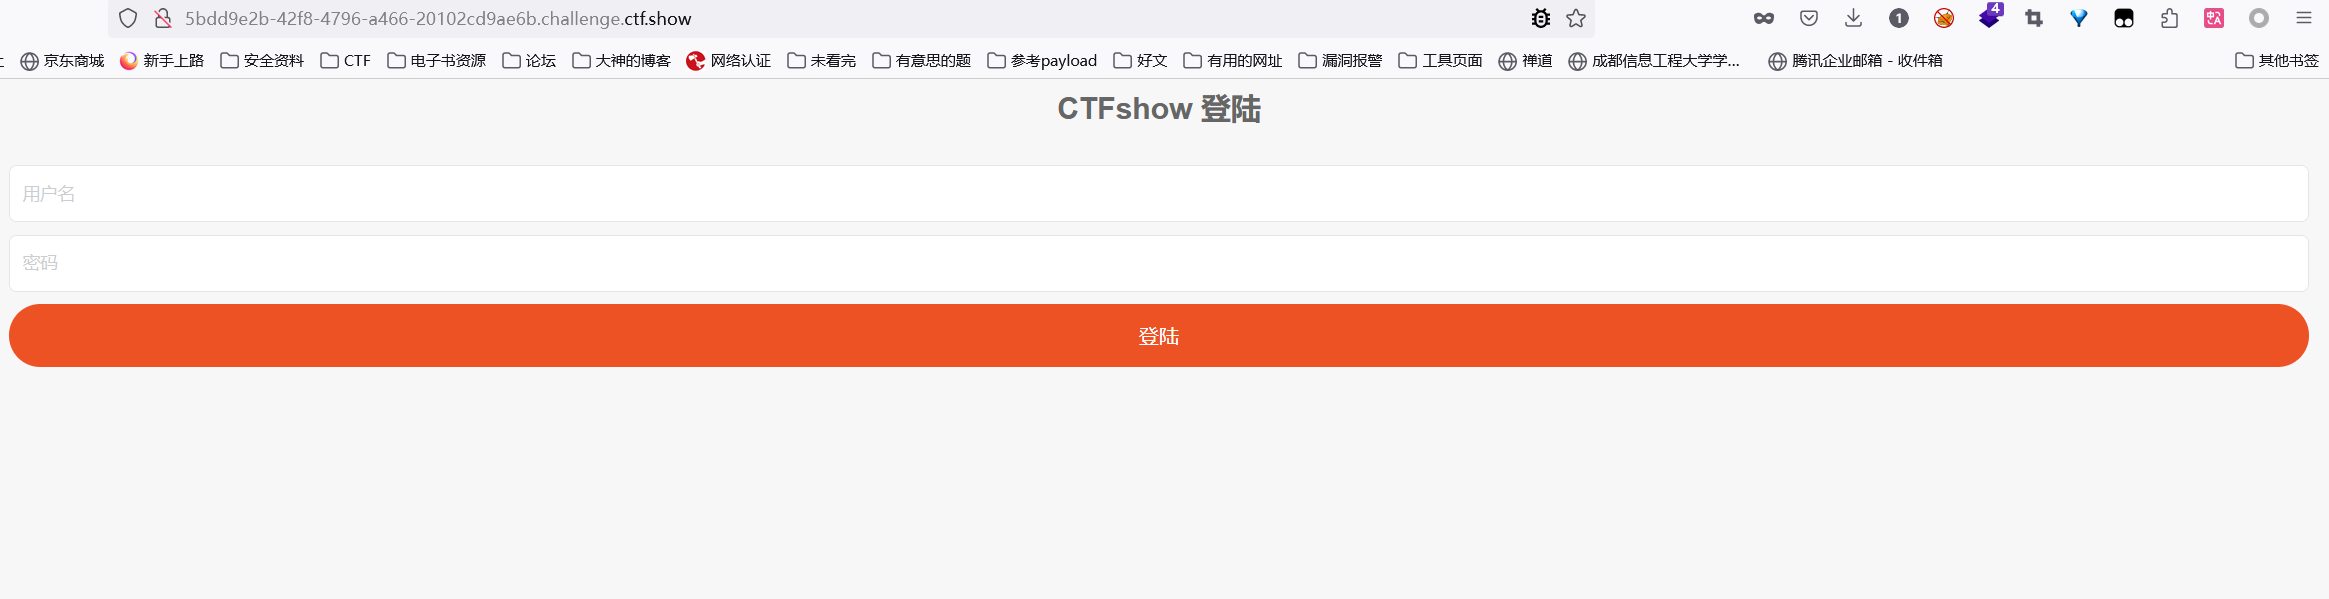 5bdd9e2b-42f8-4796-a466-20102cd9ae6b.challenge.ctf.show 1 4
京东商城 新手上路 安全资料 CTF 电子书资源 论坛 大神的博客 网络认证 未看完 有意思的题 参考payload 好文 有用的网址 漏洞报警 工具页面 禅道 成都信息工程大学学... 腾讯企业邮箱 - 收件箱 其他书签
CTFshow 登陆
用户名
密码
登陆